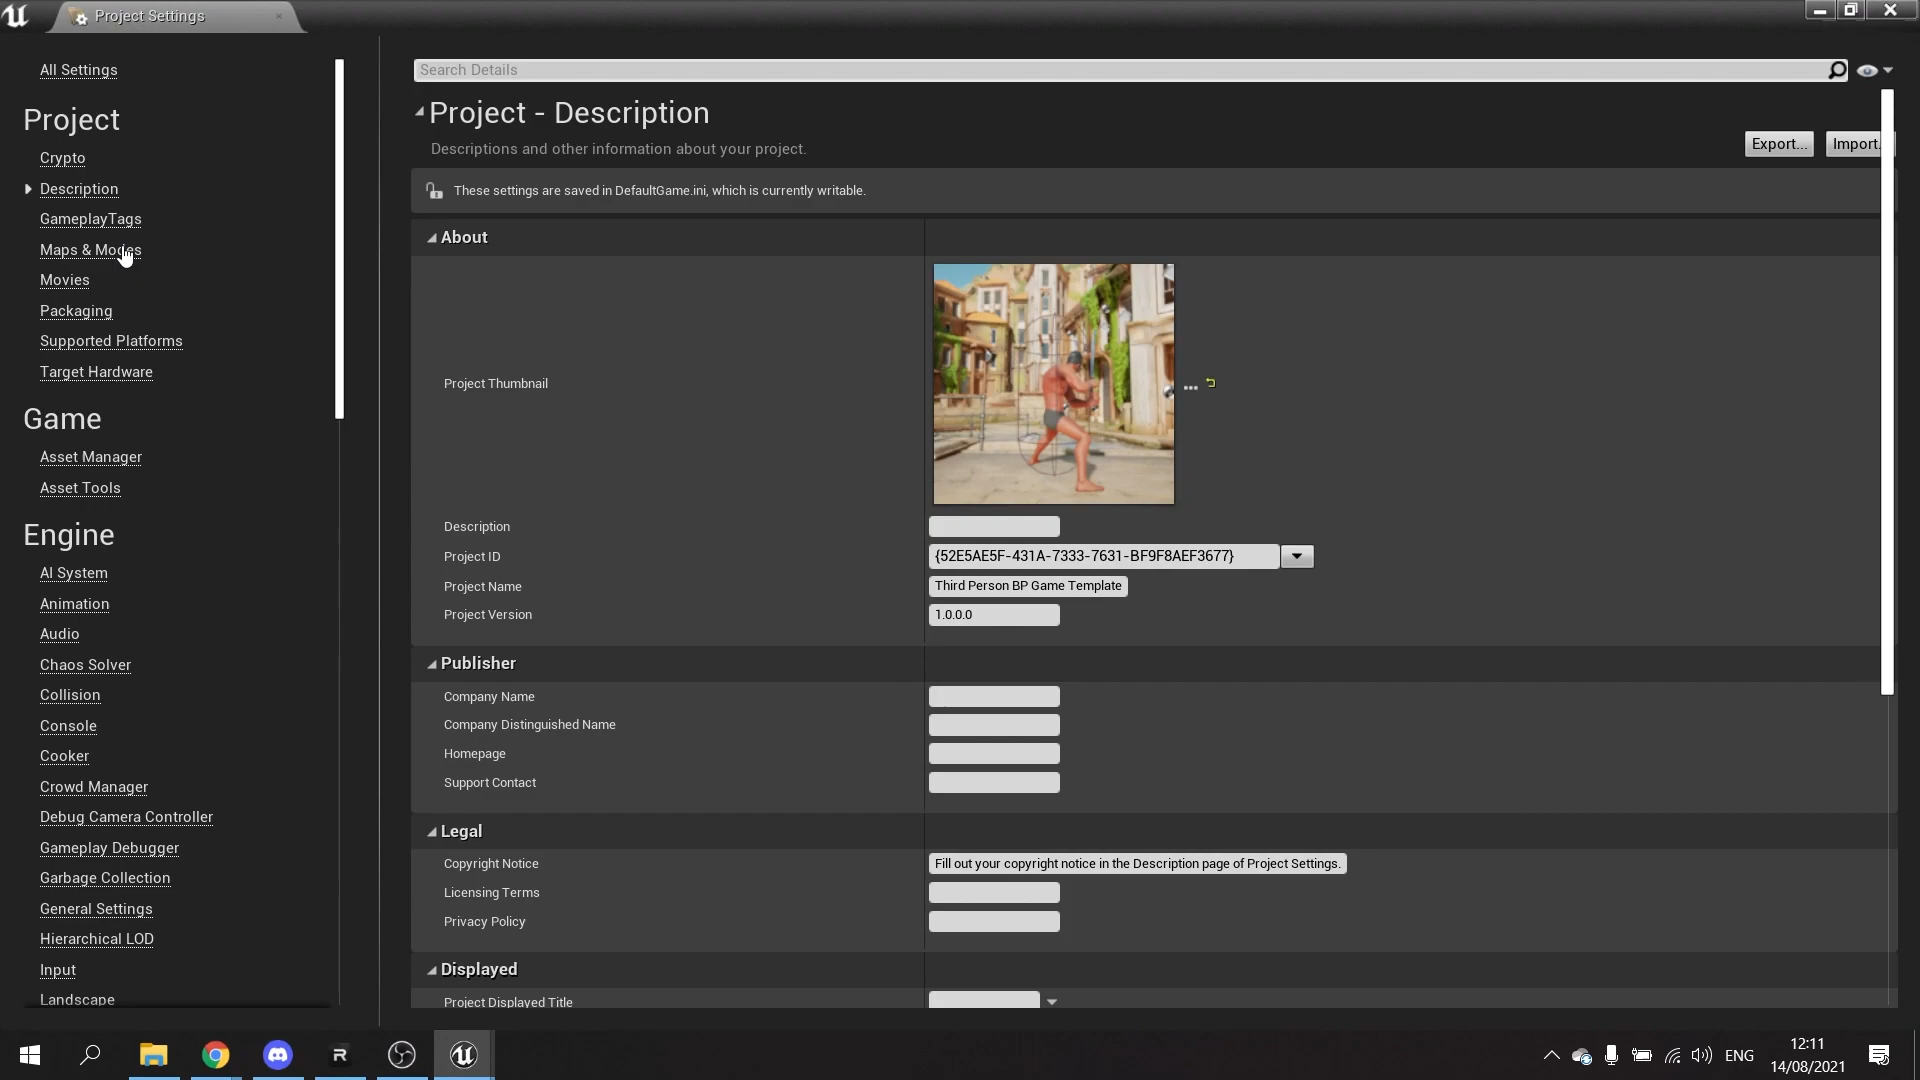 Project Settings
All Settings
Project
Crypto
Description
GameplayTags
Maps & Modes
Movies
Packaging
Supported Platforms
Target Hardware
Game
Asset Manager
Asset Tools
Engine
AI System
Animation
Audio
Chaos Solver
Collision
Console
Cooker
Crowd Manager
Debug Camera Controller
Gameplay Debugger
Garbage Collection
General Settings
Hierarchical LOD
Input
Landscape
Search Details
Project - Description
Descriptions and other information about your project.
Export...
Import.
These settings are saved in DefaultGame.ini, which is currently writable.
About
Project Thumbnail
Description
Project ID {52E5AE5F-431A-7333-7631-BF9F8AEF3677}
Project Name Third Person BP Game Template
Project Version 1.0.0.0
Publisher
Company Name
Company Distinguished Name
Homepage
Support Contact
Legal
Copyright Notice Fill out your copyright notice in the Description page of Project Settings.
Licensing Terms
Privacy Policy
Displayed
Project Displayed Title
ENG
12:11
14/08/2021